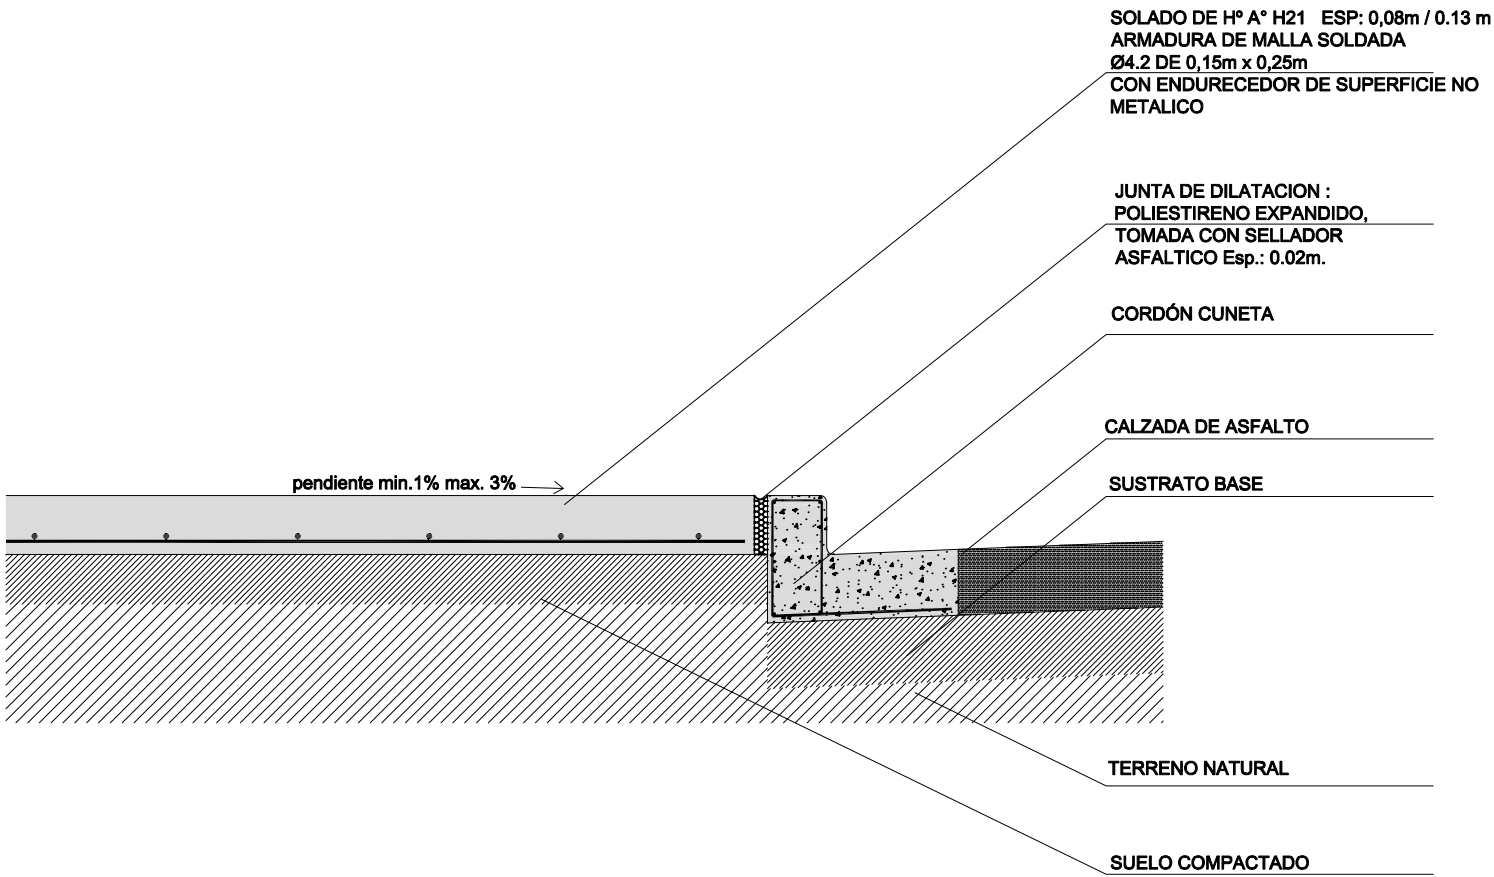 SOLADO DE Hº A° H21 ESP: 0,08m / 0.13 m
ARMADURA DE MALLA SOLDADA
Ø4.2 DE 0,15m x 0,25m
CON ENDURECEDOR DE SUPERFICIE NO
METALICO
JUNTA DE DILATACION :
POLIESTIRENO EXPANDIDO,
TOMADA CON SELLADOR
ASFALTICO Esp.: 0.02m.
CORDÓN CUNETA
CALZADA DE ASFALTO
pendiente min.1% max. 3%
SUSTRATO BASE
TERRENO NATURAL
SUELO COMPACTADO